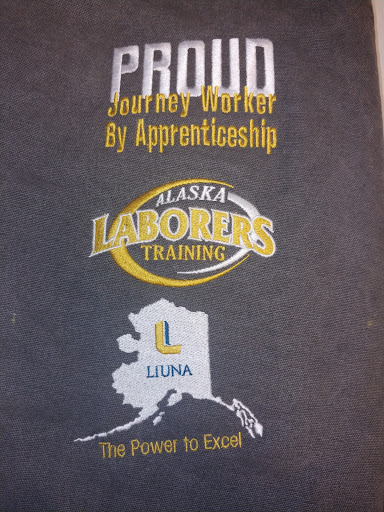 PROUD
Journey Worker
By Apprenticeship
ALASKA
LABORERS
TRAINING
L
LIUNA
The Power to Excel